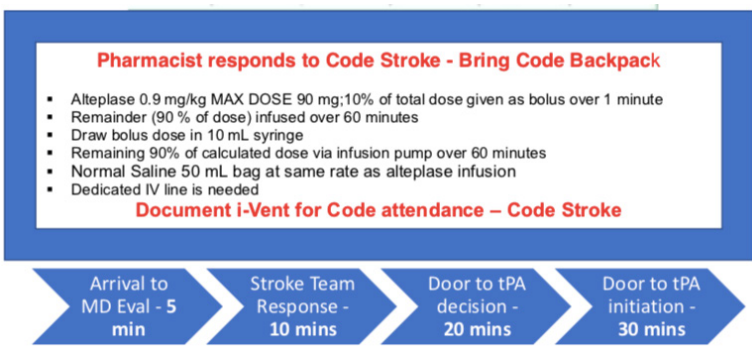 Pharmacist responds to Code Stroke - Bring Code Backpack
▪ Alteplase 0.9 mg/kg MAX DOSE 90 mg;10% of total dose given as bolus over 1 minute
▪ Remainder (90 % of dose) infused over 60 minutes
▪ Draw bolus dose in 10 mL syringe
▪ Remaining 90% of calculated dose via infusion pump over 60 minutes
▪ Normal Saline 50 mL bag at same rate as alteplase infusion
▪ Dedicated IV line is needed
Document i-Vent for Code attendance – Code Stroke
Arrival to
MD Eval - 5
min
Stroke Team
Response -
10 mins
Door to tPA
decision -
20 mins
Door to tPA
initiation -
30 mins